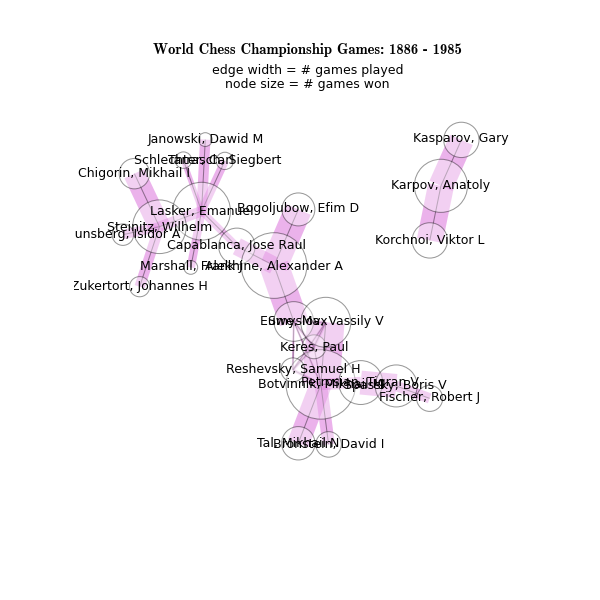 World Chess Championship Games: 1886 - 1985
edge width = # games played
node size = # games won
Janowski, Dawid M
Kasparov, Gary
Siegbert
Chigorin, Mikhail I
Karpov, Anatoly
Lasker, Emanuel
Bogoljubow, Efim D
Steinitz, Wilhelm
unsberg, Isidor A
Korchnoi, Viktor L
Capablanca, Jose Raul
Marshall, Frank J
Alekhine, Alexander A
Zukertort, Johannes H
Euwe, Max
Smyslov, Vassily V
Keres, Paul
Reshevsky, Samuel H
Petrosian, Tigran V
Botvinnik, Mikhail M
Spassky, Boris V
Fischer, Robert J
Tal, Mikhail N
Bronstein, David I